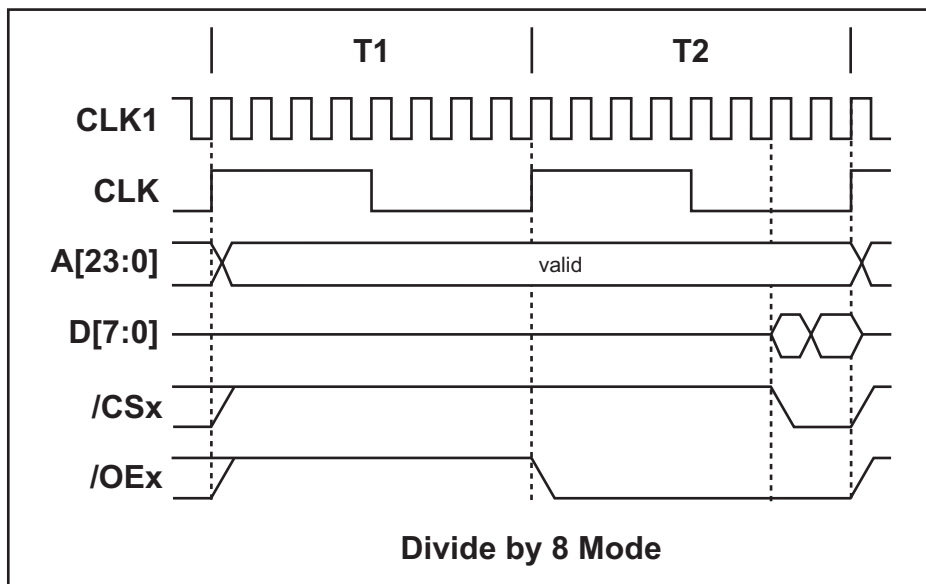 T1
T2
CLK1
CLK
A[23:0]
valid
D[7:0]
/CSx
/OEx
Divide by 8 Mode